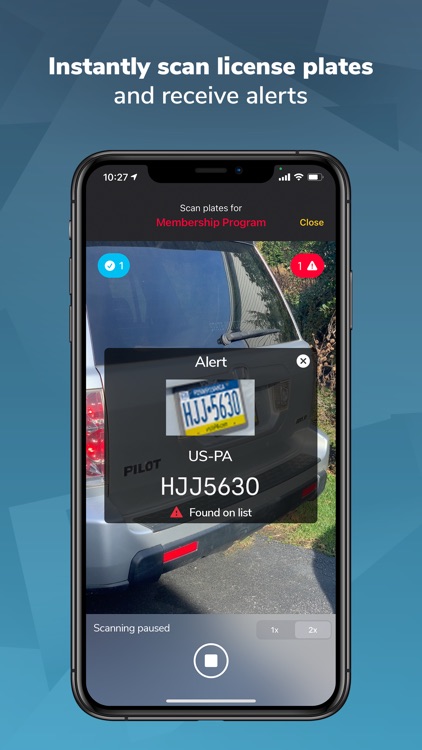 Instantly scan license plates
and receive alerts
10:27
Scan plates for
Membership Program
Close
1
1
Alert
PENNSYLVANIA
HJJ•5630
US-PA
HJJ5630
Found on list
PILOT
Scanning paused
1x
2x